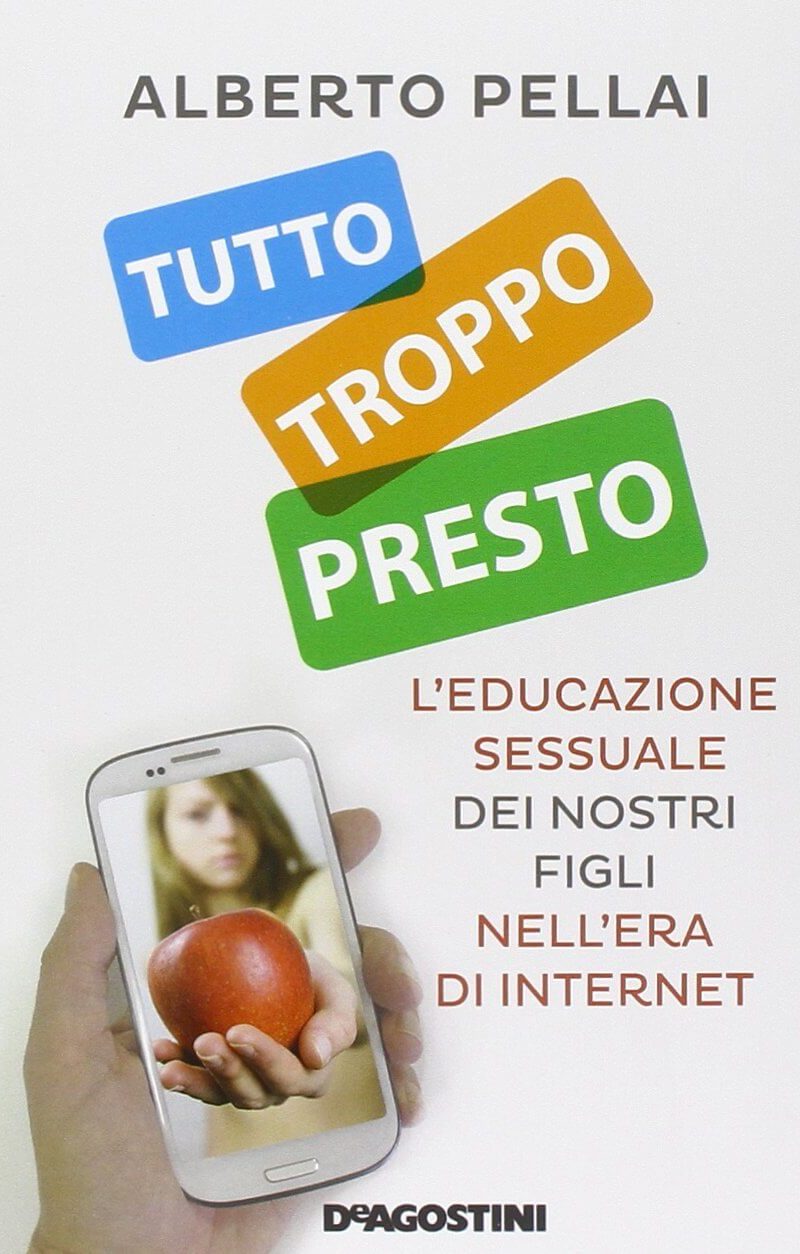 ALBERTO PELLAI
TUTTO
TROPPO
PRESTO
L'EDUCAZIONE
SESSUALE
DEI NOSTRI
FIGLI
NELL'ERA
DI INTERNET
DeAGOSTINI